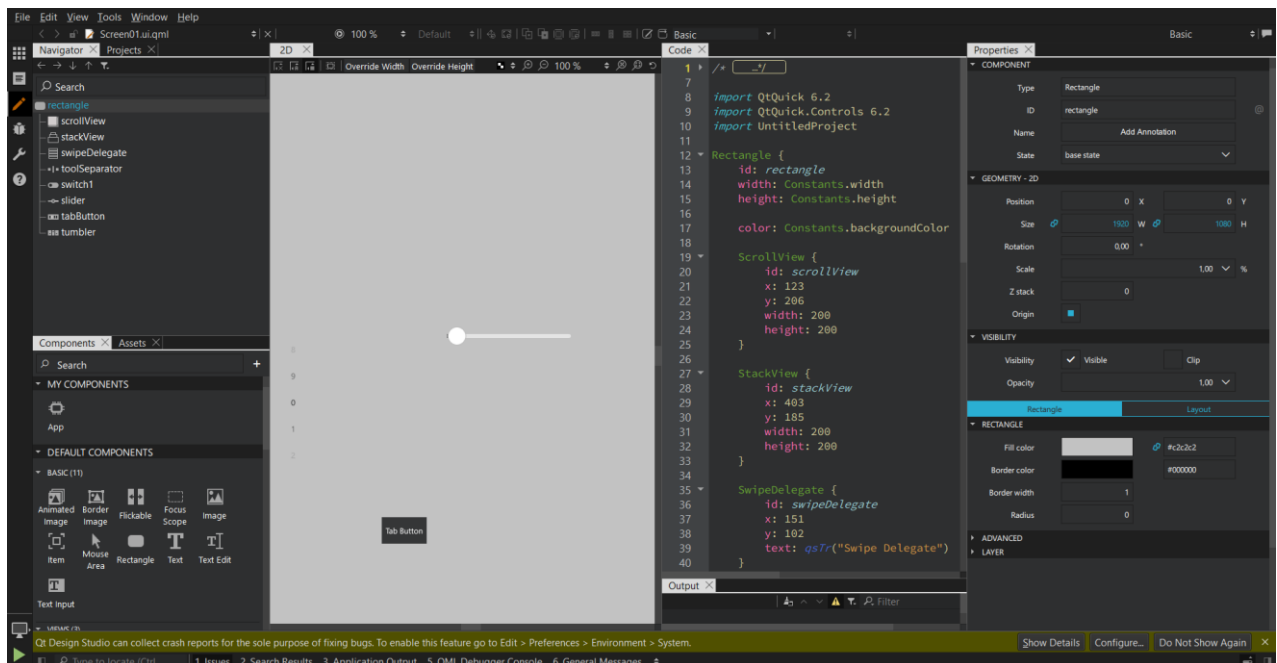 File Edit View Tools Window Help
Screen01.ui.qml
100 %
Default
Basic
Basic
Navigator
Projects
2D
Code
Properties
Override Width Override Height
100 %
Search
rectangle
scrollView
stackView
swipeDelegate
toolSeparator
switch1
slider
tabButton
tumbler
Components
Assets
Search
MY COMPONENTS
App
DEFAULT COMPONENTS
BASIC (11)
Animated Image
Border Image
Flickable
Focus Scope
Image
Item
Mouse Area
Rectangle
Text
Text Edit
Text Input
VIEWS (3)
9
0
1
2
Tab Button
1 /* …*/
7
8 import QtQuick 6.2
9 import QtQuick.Controls 6.2
10 import UntitledProject
11
12 Rectangle {
13 id: rectangle
14 width: Constants.width
15 height: Constants.height
16
17 color: Constants.backgroundColor
18
19 ScrollView {
20 id: scrollView
21 x: 123
22 y: 206
23 width: 200
24 height: 200
25 }
26
27 StackView {
28 id: stackView
29 x: 403
30 y: 185
31 width: 200
32 height: 200
33 }
34
35 SwipeDelegate {
36 id: swipeDelegate
37 x: 151
38 y: 102
39 text: qsTr("Swipe Delegate")
40 }
Output
Filter
COMPONENT
Type Rectangle
ID rectangle
Name Add Annotation
State base state
GEOMETRY - 2D
Position 0 X 0 Y
Size 1920 W 1080 H
Rotation 0,00 °
Scale 1,00 %
Z stack 0
Origin
VISIBILITY
Visibility Visible Clip
Opacity 1,00
Rectangle Layout
RECTANGLE
Fill color #c2c2c2
Border color #000000
Border width 1
Radius 0
ADVANCED
LAYER
Qt Design Studio can collect crash reports for the sole purpose of fixing bugs. To enable this feature go to Edit > Preferences > Environment > System.
Show Details Configure... Do Not Show Again
Type to locate (Ctrl
1 Issues 2 Search Results 3 Application Output 5 QML Debugger Console 6 General Messages